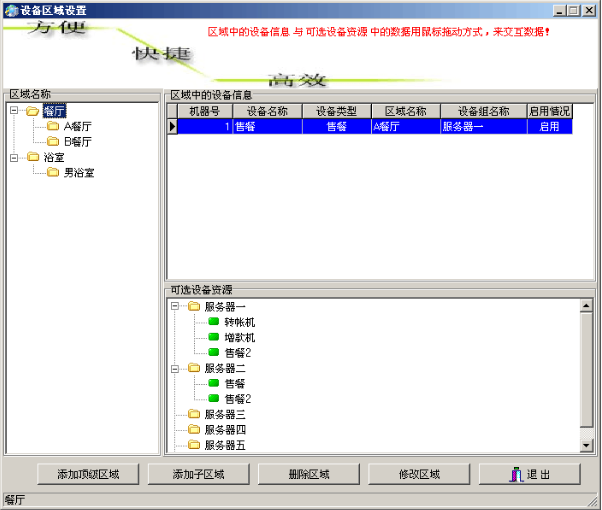 设备区域设置
方便
快捷
高效
区域中的设备信息 与 可选设备资源 中的数据用鼠标拖动方式，来交互数据!
区域名称
餐厅
A餐厅
B餐厅
浴室
男浴室
区域中的设备信息
机器号 设备名称 设备类型 区域名称 设备组名称 启用情况
1 售餐 售餐 A餐厅 服务器一 启用
可选设备资源
服务器一
转帐机
增款机
售餐2
服务器二
售餐
售餐2
服务器三
服务器四
服务器五
添加顶级区域 添加子区域 删除区域 修改区域 退出
餐厅